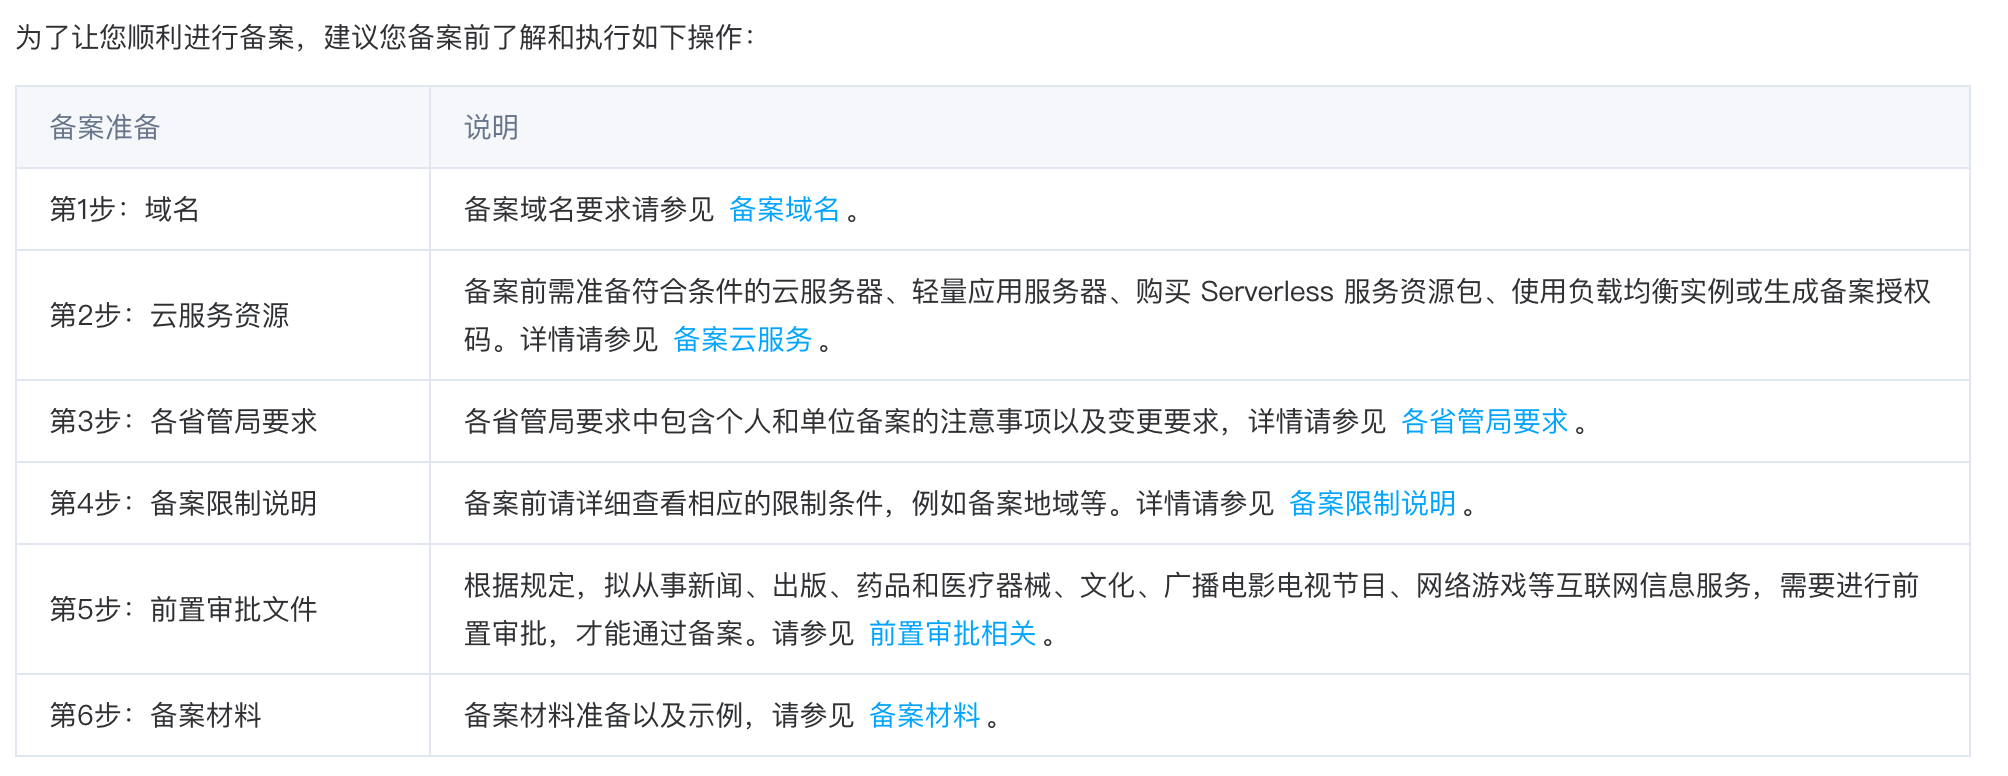 为了让您顺利进行备案，建议您备案前了解和执行如下操作：
备案准备
说明
第1步：域名
备案域名要求请参见 备案域名。
第2步：云服务资源
备案前需准备符合条件的云服务器、轻量应用服务器、购买 Serverless 服务资源包、使用负载均衡实例或生成备案授权
码。详情请参见 备案云服务。
第3步：各省管局要求
各省管局要求中包含个人和单位备案的注意事项以及变更要求，详情请参见 各省管局要求。
第4步：备案限制说明
备案前请详细查看相应的限制条件，例如备案地域等。详情请参见 备案限制说明。
第5步：前置审批文件
根据规定，拟从事新闻、出版、药品和医疗器械、文化、广播电影电视节目、网络游戏等互联网信息服务，需要进行前
置审批，才能通过备案。请参见 前置审批相关。
第6步：备案材料
备案材料准备以及示例，请参见 备案材料。